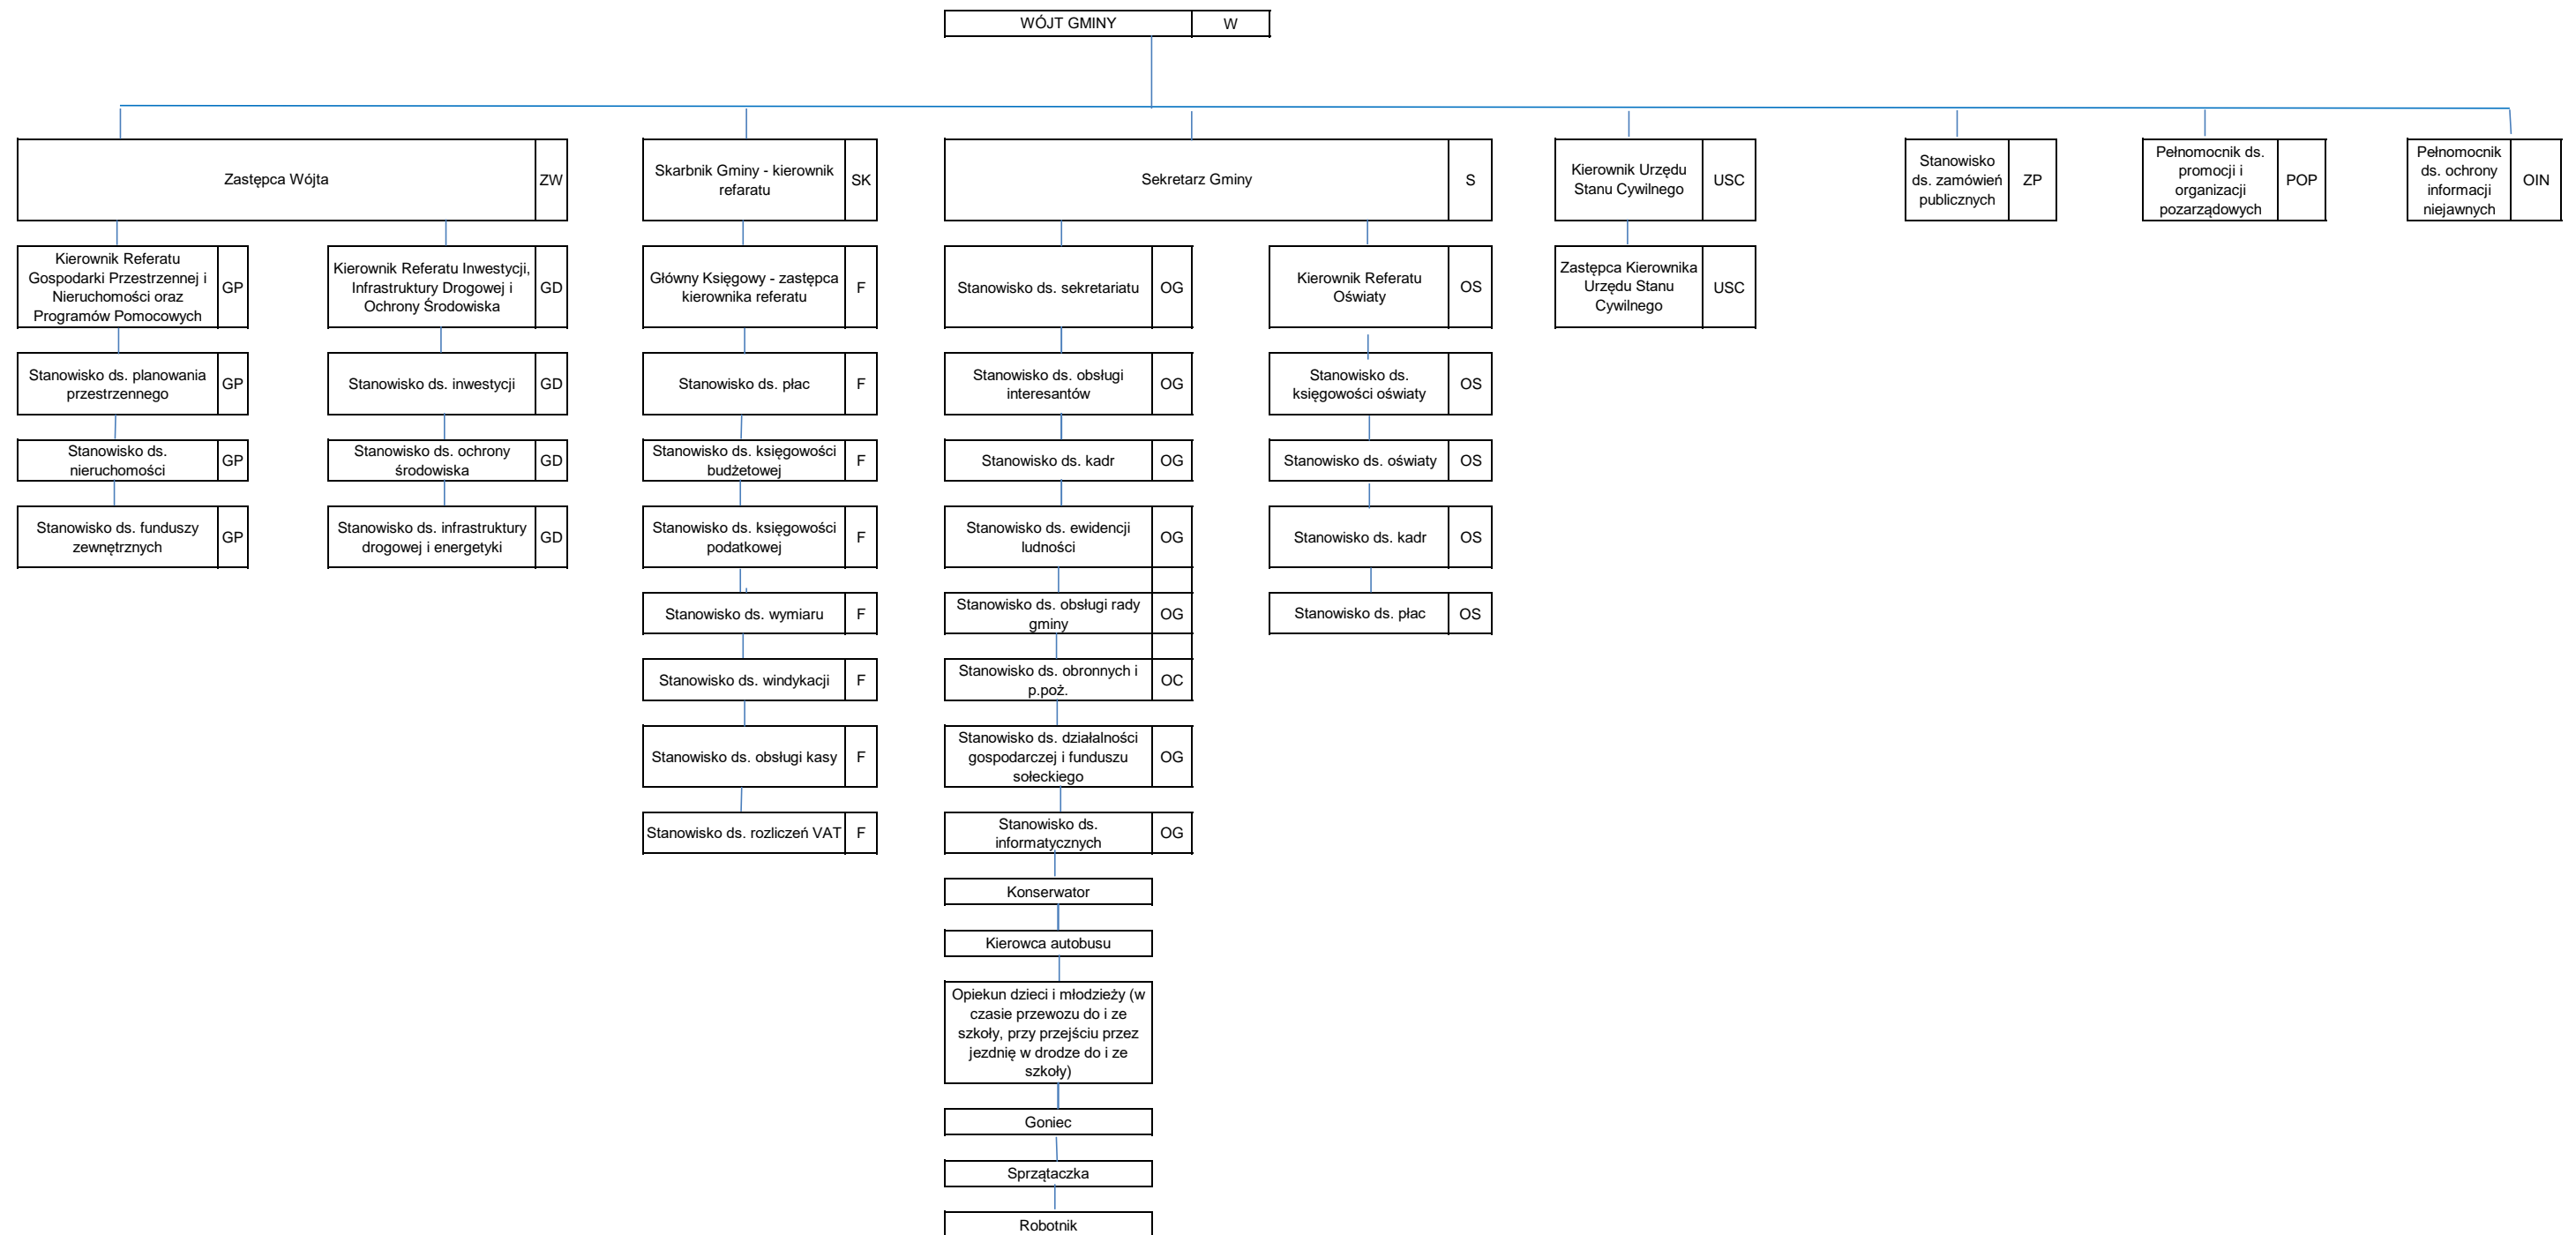 WÓJT GMINY
W
Zastępca Wójta
ZW
Skarbnik Gminy - kierownik
refaratu
SK
Sekretarz Gminy
S
Kierownik Urzędu
Stanu Cywilnego
USC
Stanowisko
ds. zamówień
publicznych
ZP
Pełnomocnik ds.
promocji i
organizacji
pozarządowych
POP
Pełnomocnik
ds. ochrony
informacji
niejawnych
OIN
Kierownik Referatu
Gospodarki Przestrzennej i
Nieruchomości oraz
Programów Pomocowych
GP
Kierownik Referatu Inwestycji,
Infrastruktury Drogowej i
Ochrony Środowiska
GD
Główny Księgowy - zastępca
kierownika referatu
F
Stanowisko ds. sekretariatu
OG
Kierownik Referatu
Oświaty
OS
Zastępca Kierownika
Urzędu Stanu
Cywilnego
USC
Stanowisko ds. planowania
przestrzennego
GP
Stanowisko ds. inwestycji
GD
Stanowisko ds. płac
F
Stanowisko ds. obsługi
interesantów
OG
Stanowisko ds.
księgowości oświaty
OS
Stanowisko ds.
nieruchomości
GP
Stanowisko ds. ochrony
środowiska
GD
Stanowisko ds. księgowości
budżetowej
F
Stanowisko ds. kadr
OG
Stanowisko ds. oświaty
OS
Stanowisko ds. funduszy
zewnętrznych
GP
Stanowisko ds. infrastruktury
drogowej i energetyki
GD
Stanowisko ds. księgowości
podatkowej
F
Stanowisko ds. ewidencji
ludności
OG
Stanowisko ds. kadr
OS
Stanowisko ds. wymiaru
F
Stanowisko ds. obsługi rady
gminy
OG
Stanowisko ds. płac
OS
Stanowisko ds. windykacji
F
Stanowisko ds. obronnych i
p.poż.
OC
Stanowisko ds. obsługi kasy
F
Stanowisko ds. działalności
gospodarczej i funduszu
sołeckiego
OG
Stanowisko ds. rozliczeń VAT
F
Stanowisko ds.
informatycznych
OG
Konserwator
Kierowca autobusu
Opiekun dzieci i młodzieży (w
czasie przewozu do i ze
szkoły, przy przejściu przez
jezdnię w drodze do i ze
szkoły)
Goniec
Sprzątaczka
Robotnik